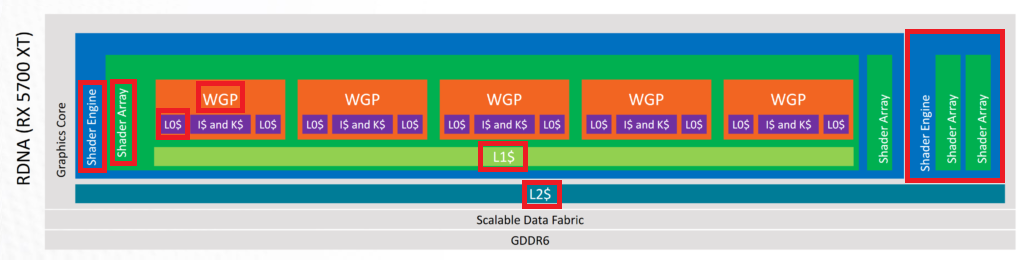 RDNA (RX 5700 XT)
Graphics Core
Shader Engine
Shader Array
WGP
L0$ I$ and K$ L0$
WGP
L0$ I$ and K$ L0$
WGP
L0$ I$ and K$ L0$
WGP
L0$ I$ and K$ L0$
WGP
L0$ I$ and K$ L0$
L1$
Shader Array
Shader Engine
Shader Array
Shader Array
L2$
Scalable Data Fabric
GDDR6